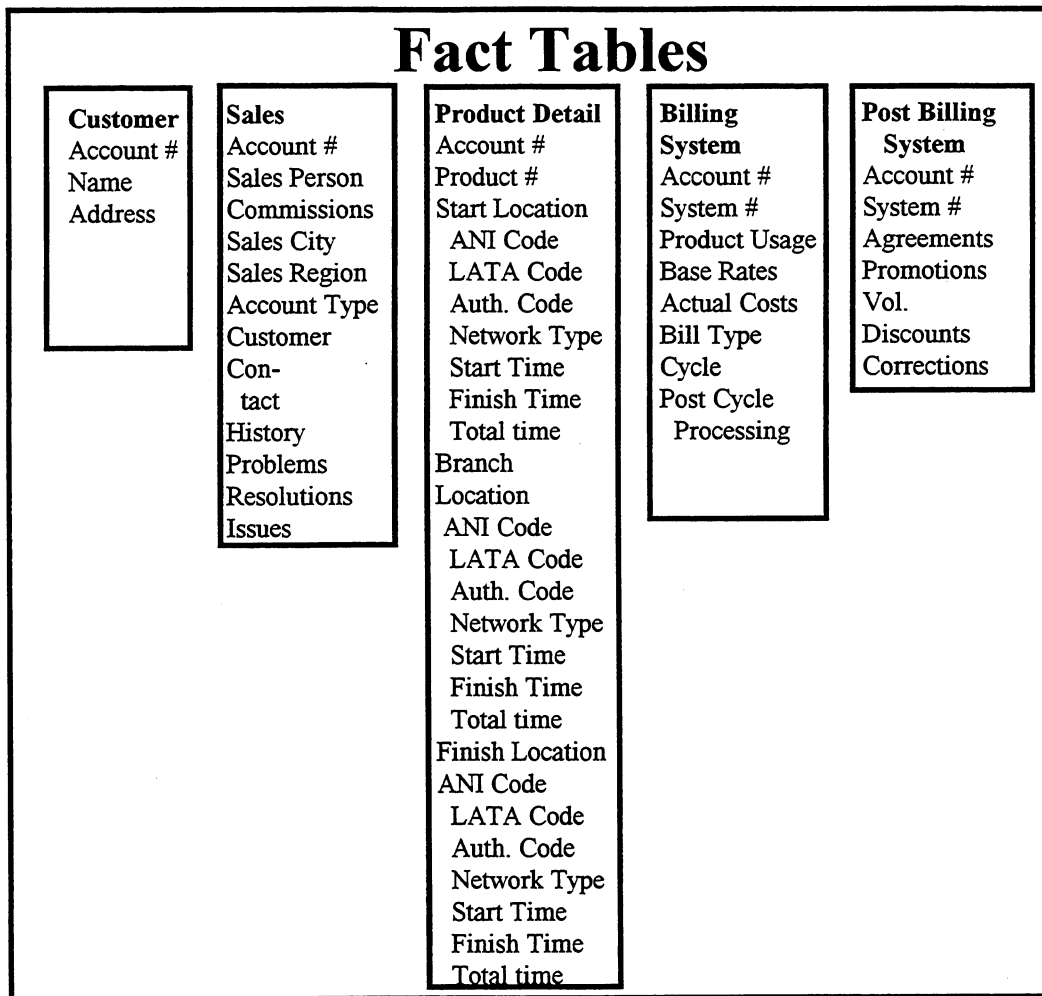 Fact Tables
Customer
Account #
Name
Address
Sales
Account #
Sales Person
Commissions
Sales City
Sales Region
Account Type
Customer
Con-
tact
History
Problems
Resolutions
Issues
Product Detail
Account #
Product #
Start Location
ANI Code
LATA Code
Auth. Code
Network Type
Start Time
Finish Time
Total time
Branch
Location
ANI Code
LATA Code
Auth. Code
Network Type
Start Time
Finish Time
Total time
Finish Location
ANI Code
LATA Code
Auth. Code
Network Type
Start Time
Finish Time
Total time
Billing
System
Account #
System #
Product Usage
Base Rates
Actual Costs
Bill Type
Cycle
Post Cycle
Processing
Post Billing
System
Account #
System #
Agreements
Promotions
Vol.
Discounts
Corrections